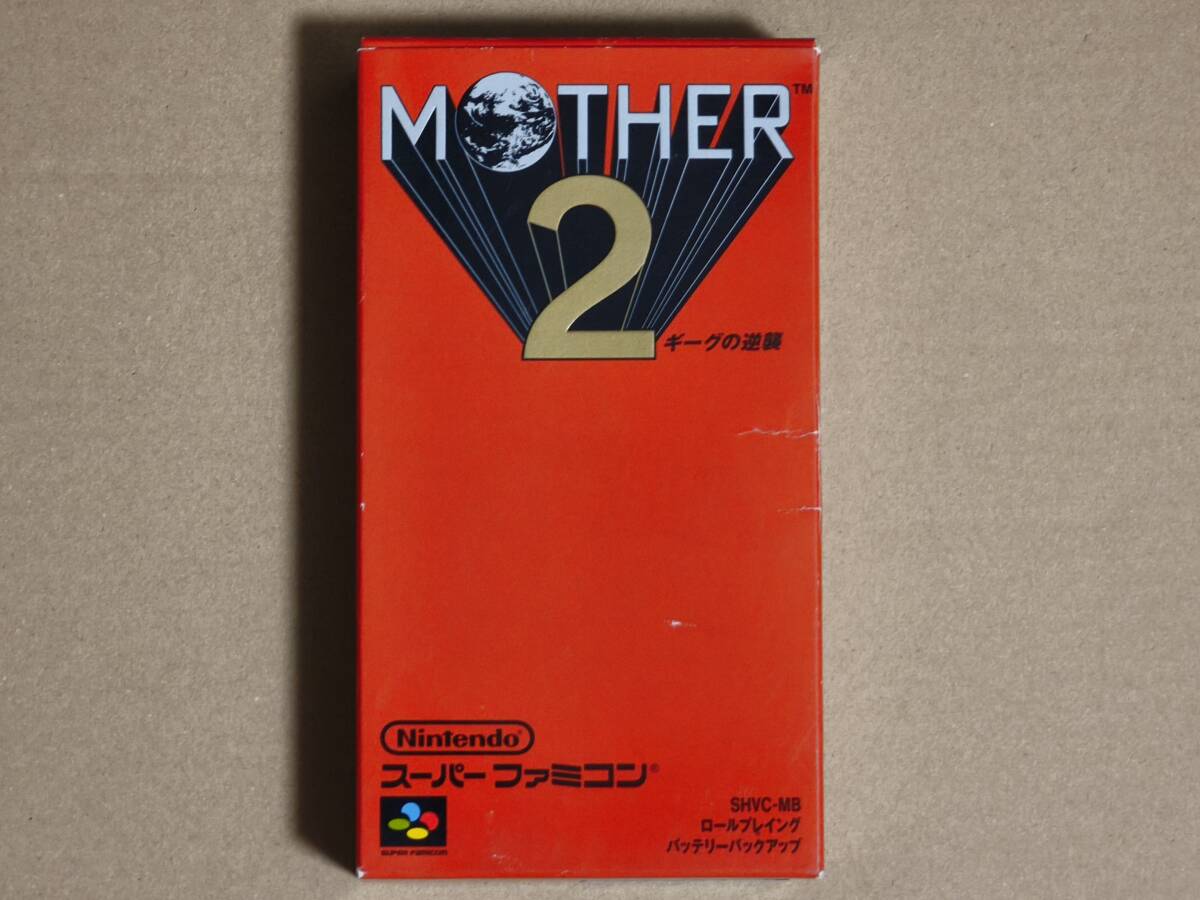 MOTHER™
2
ギーグの逆襲
Nintendo®
スーパーファミコン®
SUPER FAMICOM
SHVC-MB
ロールプレイング
バッテリーバックアップ